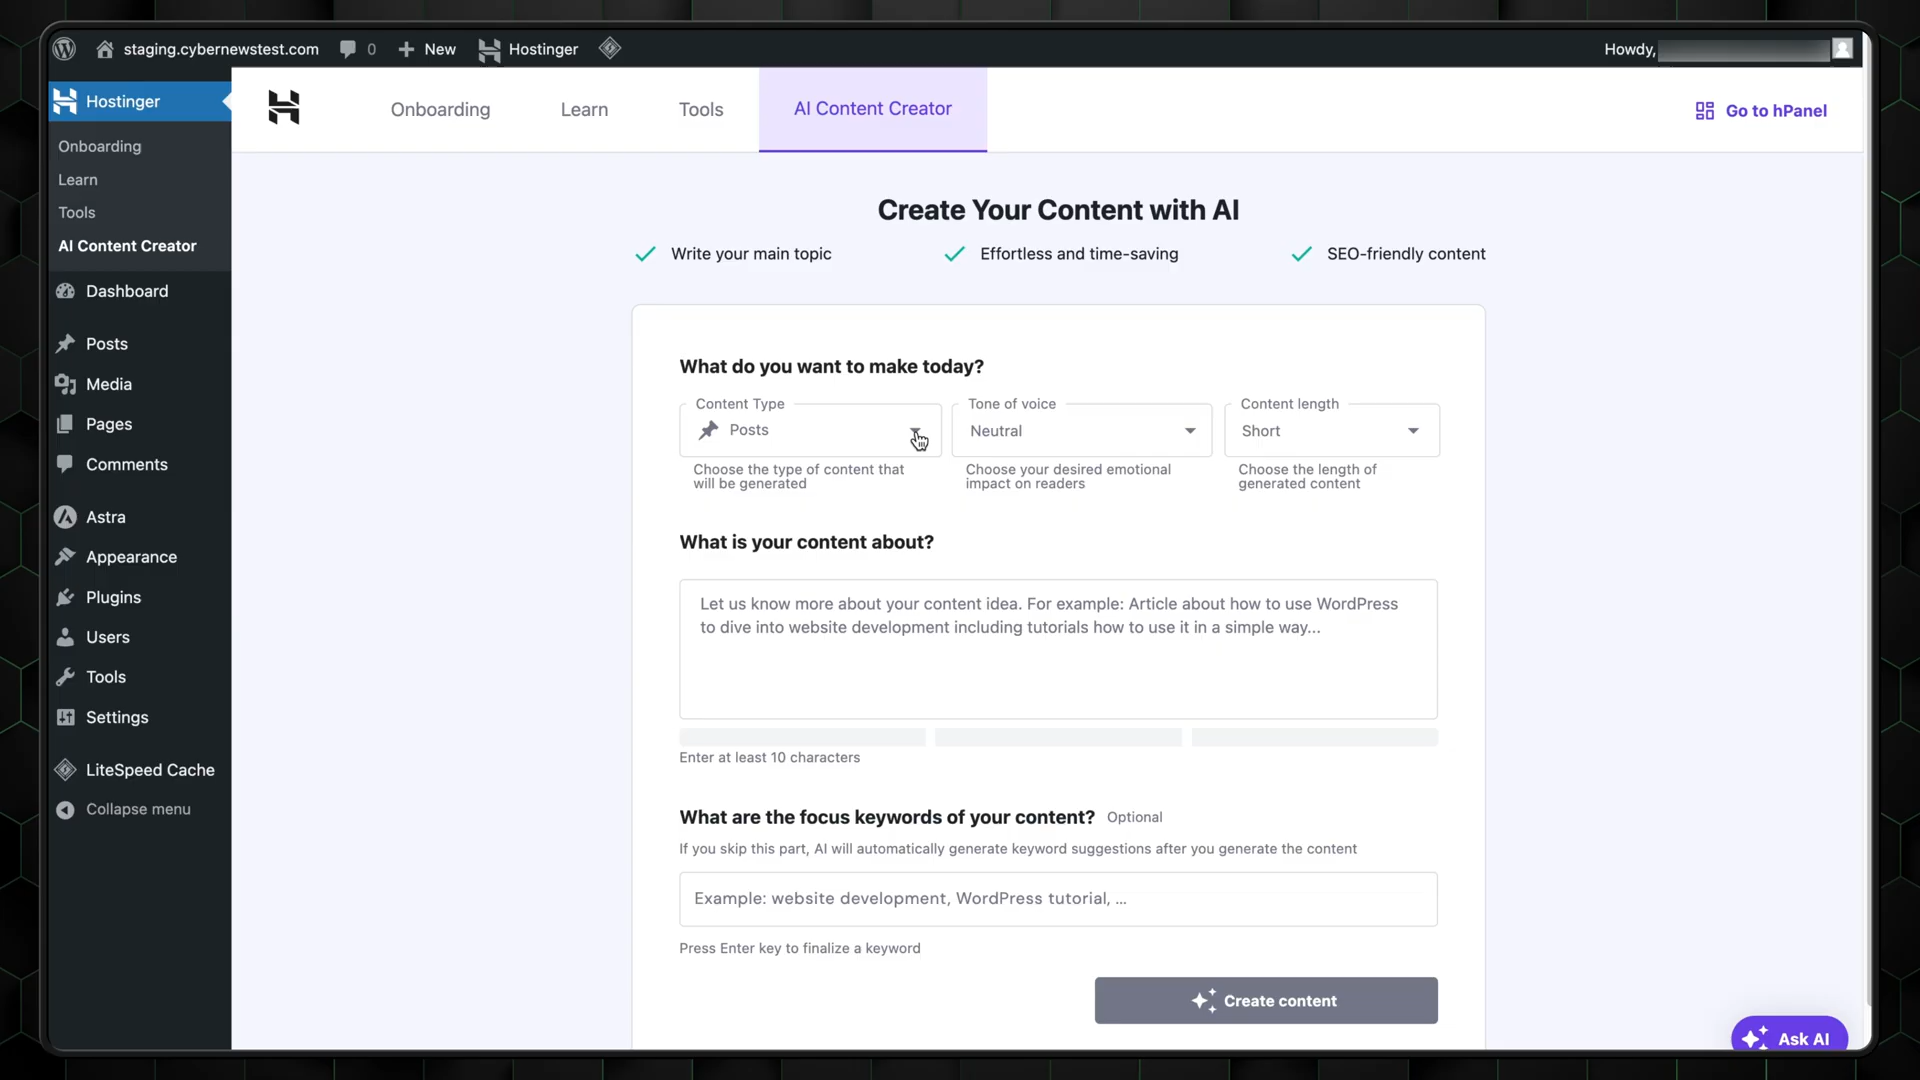 staging.cybernewstest.com 0 New Hostinger Howdy,
Hostinger
Onboarding
Learn
Tools
AI Content Creator
Dashboard
Posts
Media
Pages
Comments
Astra
Appearance
Plugins
Users
Tools
Settings
LiteSpeed Cache
Collapse menu
Onboarding Learn Tools AI Content Creator Go to hPanel
Create Your Content with AI
Write your main topic Effortless and time-saving SEO-friendly content
What do you want to make today?
Content Type Tone of voice Content length
Posts Neutral Short
Choose the type of content that Choose your desired emotional Choose the length of
will be generated impact on readers generated content
What is your content about?
Let us know more about your content idea. For example: Article about how to use WordPress
to dive into website development including tutorials how to use it in a simple way...
Enter at least 10 characters
What are the focus keywords of your content? Optional
If you skip this part, AI will automatically generate keyword suggestions after you generate the content
Example: website development, WordPress tutorial, ...
Press Enter key to finalize a keyword
Create content
Ask AI